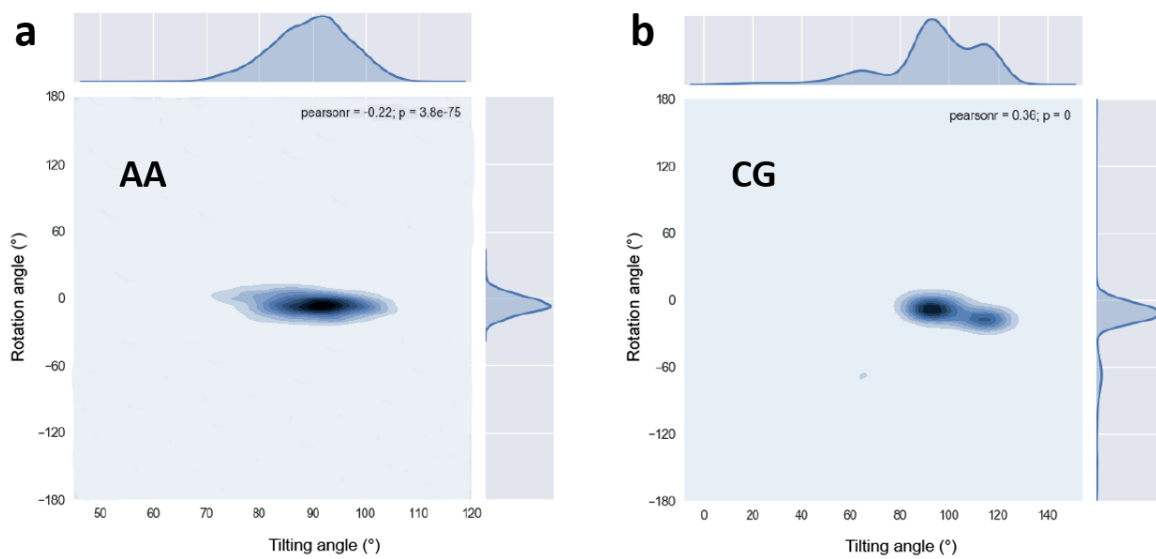 a
pearsonr = -0.22; p = 3.8e-75
AA
Rotation angle (°)
180
120
60
0
−60
−120
−180
50 60 70 80 90 100 110 120
Tilting angle (°)
b
pearsonr = 0.36; p = 0
CG
Rotation angle (°)
180
120
60
0
−60
−120
−180
0 20 40 60 80 100 120 140
Tilting angle (°)